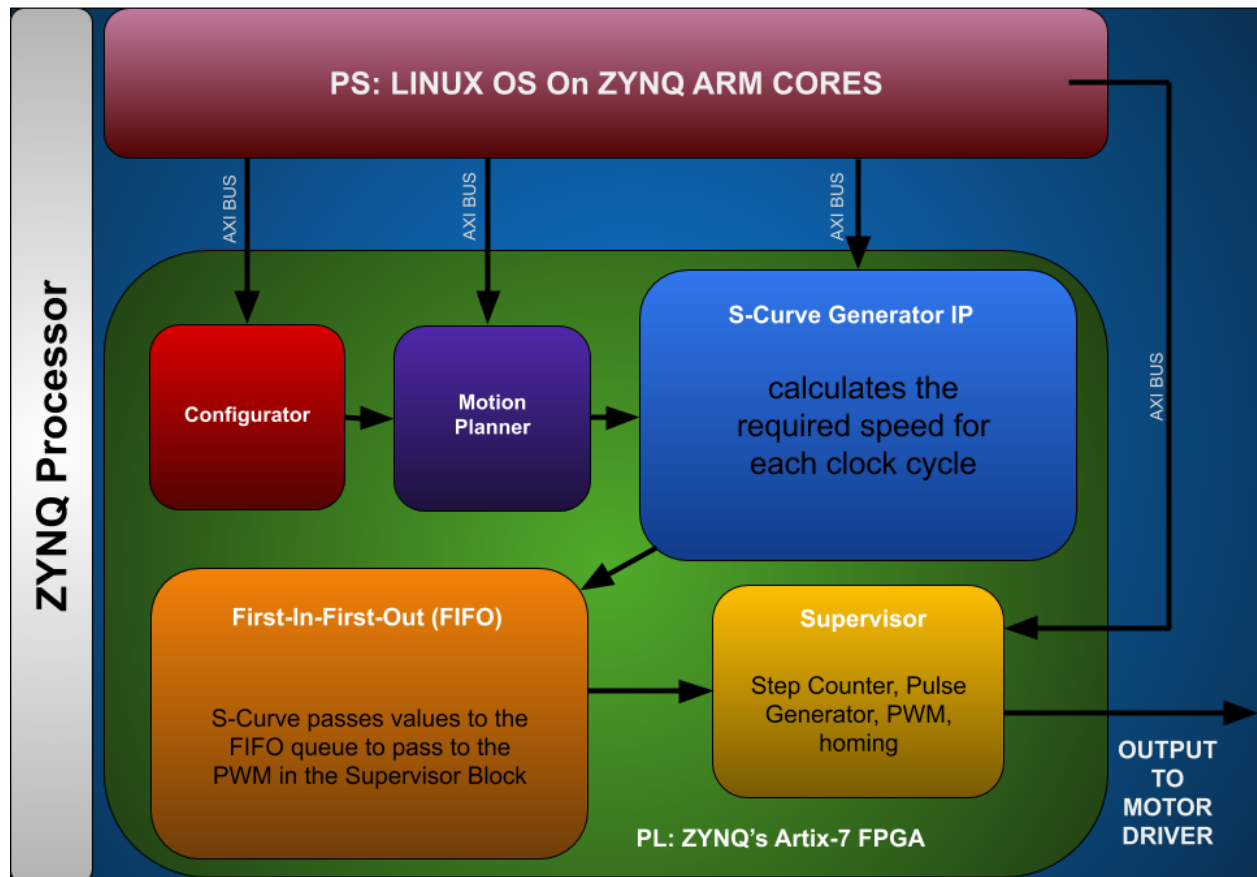 ZYNQ Processor
PS: LINUX OS On ZYNQ ARM CORES
AXI BUS
AXI BUS
AXI BUS
AXI BUS
Configurator
Motion
Planner
S-Curve Generator IP
calculates the
required speed for
each clock cycle
First-In-First-Out (FIFO)
S-Curve passes values to the
FIFO queue to pass to the
PWM in the Supervisor Block
Supervisor
Step Counter, Pulse
Generator, PWM,
homing
OUTPUT
TO
MOTOR
DRIVER
PL: ZYNQ’s Artix-7 FPGA